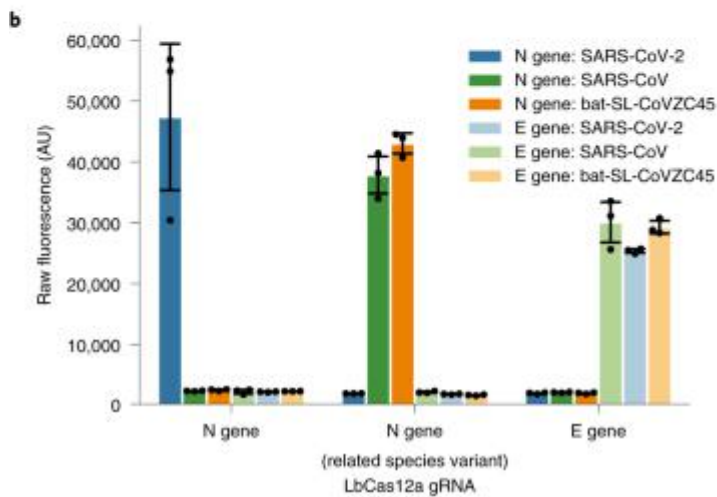 b
60,000
50,000
40,000
30,000
20,000
10,000
0
Raw fluorescence (AU)
N gene: SARS-CoV-2
N gene: SARS-CoV
N gene: bat-SL-CoVZC45
E gene: SARS-CoV-2
E gene: SARS-CoV
E gene: bat-SL-CoVZC45
N gene N gene E gene
(related species variant)
LbCas12a gRNA